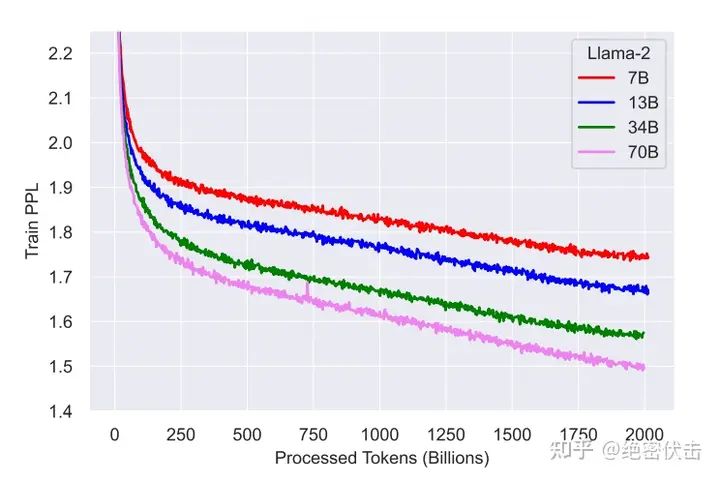 Llama-2
7B
13B
34B
70B
2.2
2.1
2.0
1.9
1.8
1.7
1.6
1.5
1.4
Train PPL
0 250 500 750 1000 1250 1500 1750 2000
Processed Tokens (Billions)
知乎 @绝密伏击